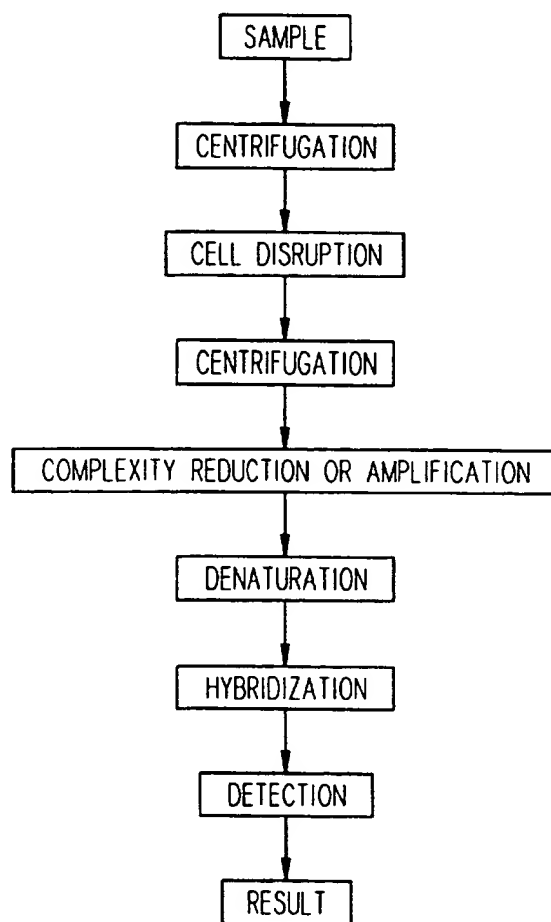 SAMPLE
CENTRIFUGATION
CELL DISRUPTION
CENTRIFUGATION
COMPLEXITY REDUCTION OR AMPLIFICATION
DENATURATION
HYBRIDIZATION
DETECTION
RESULT